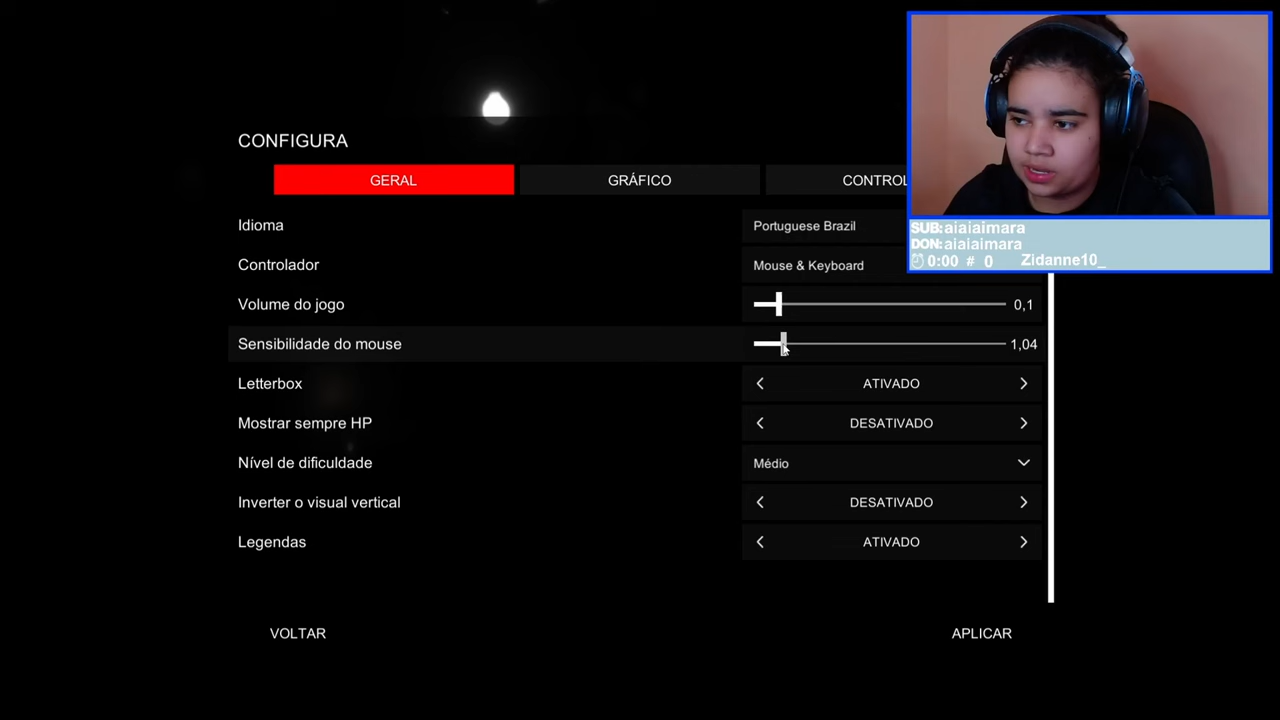 CONFIGURA
GERAL
GRÁFICO
CONTROL
Idioma
Portuguese Brazil
Controlador
Mouse & Keyboard
Volume do jogo
0,1
Sensibilidade do mouse
1,04
Letterbox
ATIVADO
Mostrar sempre HP
DESATIVADO
Nível de dificuldade
Médio
Inverter o visual vertical
DESATIVADO
Legendas
ATIVADO
VOLTAR
APLICAR
SUB:aiaiaimara
DON:aiaiaimara
0:00 # 0 Zidanne10_